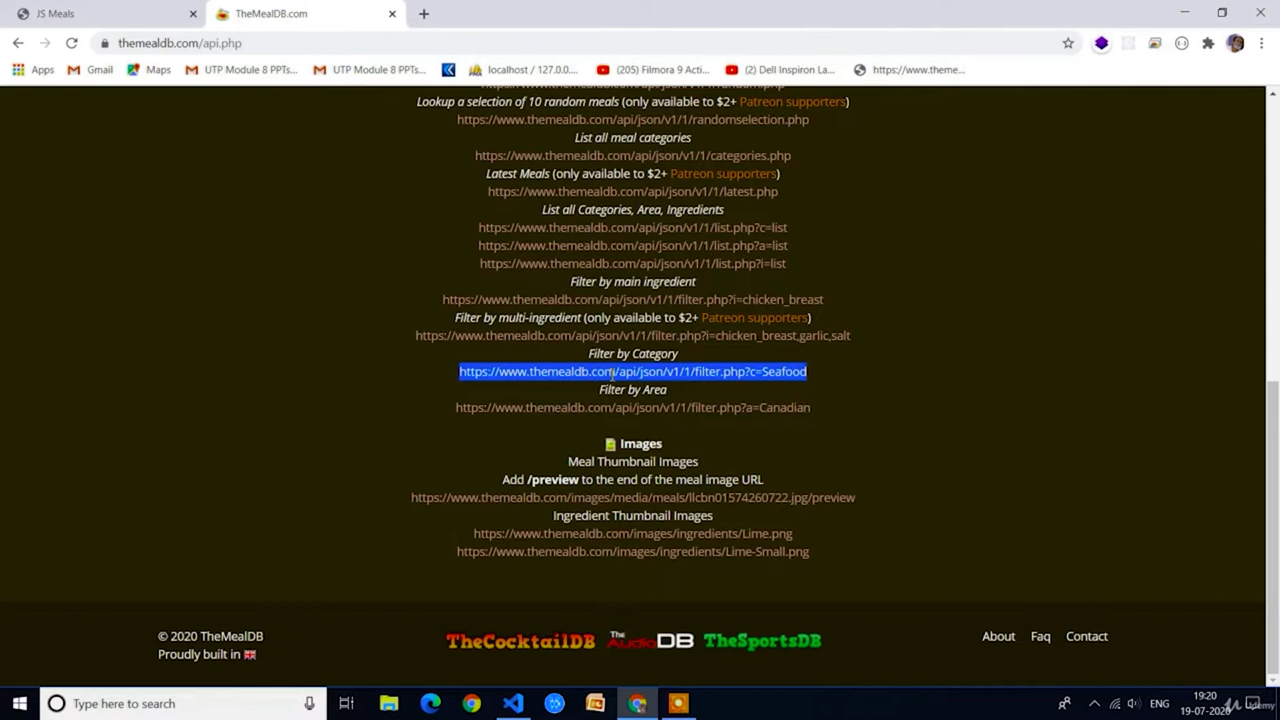 JS Meals
TheMealDB.com
themealdb.com/api.php
Apps
Gmail
Maps
UTP Module 8 PPTs...
UTP Module 8 PPTs...
localhost / 127.0.0...
(205) Filmora 9 Acti...
(2) Dell Inspiron La...
https://www.theme...
Lookup a selection of 10 random meals (only available to $2+ Patreon supporters)
https://www.themealdb.com/api/json/v1/1/randomselection.php
List all meal categories
https://www.themealdb.com/api/json/v1/1/categories.php
Latest Meals (only available to $2+ Patreon supporters)
https://www.themealdb.com/api/json/v1/1/latest.php
List all Categories, Area, Ingredients
https://www.themealdb.com/api/json/v1/1/list.php?c=list
https://www.themealdb.com/api/json/v1/1/list.php?a=list
https://www.themealdb.com/api/json/v1/1/list.php?i=list
Filter by main ingredient
https://www.themealdb.com/api/json/v1/1/filter.php?i=chicken_breast
Filter by multi-ingredient (only available to $2+ Patreon supporters)
https://www.themealdb.com/api/json/v1/1/filter.php?i=chicken_breast,garlic,salt
Filter by Category
https://www.themealdb.com/api/json/v1/1/filter.php?c=Seafood
Filter by Area
https://www.themealdb.com/api/json/v1/1/filter.php?a=Canadian
Images
Meal Thumbnail Images
Add /preview to the end of the meal image URL
https://www.themealdb.com/images/media/meals/llcbn01574260722.jpg/preview
Ingredient Thumbnail Images
https://www.themealdb.com/images/ingredients/Lime.png
https://www.themealdb.com/images/ingredients/Lime-Small.png
© 2020 TheMealDB
Proudly built in
TheCocktailDB
The AudioDB
TheSportsDB
About
Faq
Contact
Type here to search
ENG
19:20
19-07-2020
Udemy